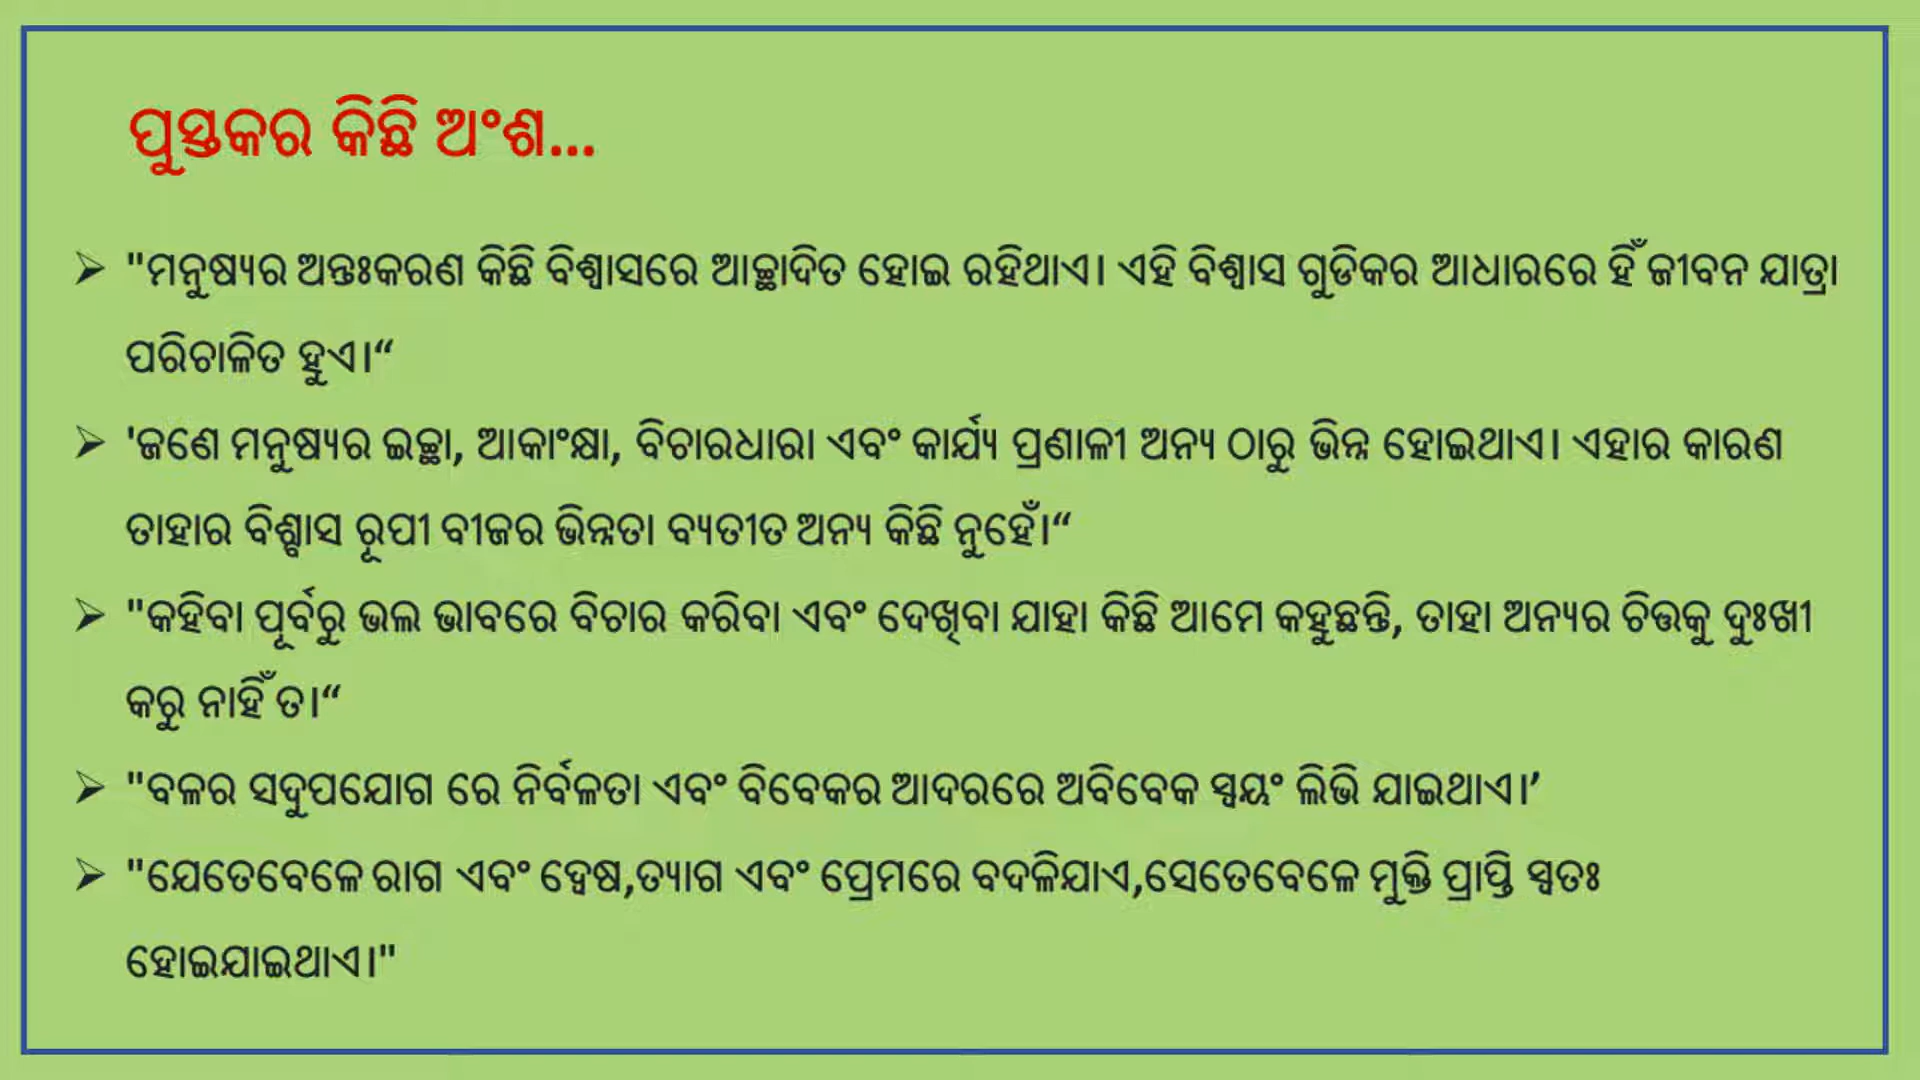 ପୁସ୍ତକର କିଛି ଅଂଶ...
➢ "ମନୁଷ୍ୟର ଅନ୍ତଃକରଣ କିଛି ବିଶ୍ୱାସରେ ଆଚ୍ଛାଦିତ ହୋଇ ରହିଥାଏ। ଏହି ବିଶ୍ୱାସ ଗୁଡିକର ଆଧାରରେ ହିଁ ଜୀବନ ଯାତ୍ରା
ପରିଚାଳିତ ହୁଏ।“
➢ 'ଜଣେ ମନୁଷ୍ୟର ଇଚ୍ଛା, ଆକାଂକ୍ଷା, ବିଚାରଧାରା ଏବଂ କାର୍ଯ୍ୟ ପ୍ରଣାଳୀ ଅନ୍ୟ ଠାରୁ ଭିନ୍ନ ହୋଇଥାଏ। ଏହାର କାରଣ
ତାହାର ବିଶ୍ବାସ ରୂପୀ ବୀଜର ଭିନ୍ନତା ବ୍ୟତୀତ ଅନ୍ୟ କିଛି ନୁହେଁ।“
➢ "କହିବା ପୂର୍ବରୁ ଭଲ ଭାବରେ ବିଚାର କରିବା ଏବଂ ଦେଖିବା ଯାହା କିଛି ଆମେ କହୁଛନ୍ତି, ତାହା ଅନ୍ୟର ଚିତ୍ତକୁ ଦୁଃଖୀ
କରୁ ନାହିଁ ତ।“
➢ "ବଳର ସଦୁପଯୋଗ ରେ ନିର୍ବଳତା ଏବଂ ବିବେକର ଆଦରରେ ଅବିବେକ ସ୍ୱୟଂ ଲିଭି ଯାଇଥାଏ।’
➢ "ଯେତେବେଳେ ରାଗ ଏବଂ ଦ୍ୱେଷ,ତ୍ୟାଗ ଏବଂ ପ୍ରେମରେ ବଦଳିଯାଏ,ସେତେବେଳେ ମୁକ୍ତି ପ୍ରାପ୍ତି ସ୍ୱତଃ
ହୋଇଯାଇଥାଏ।"